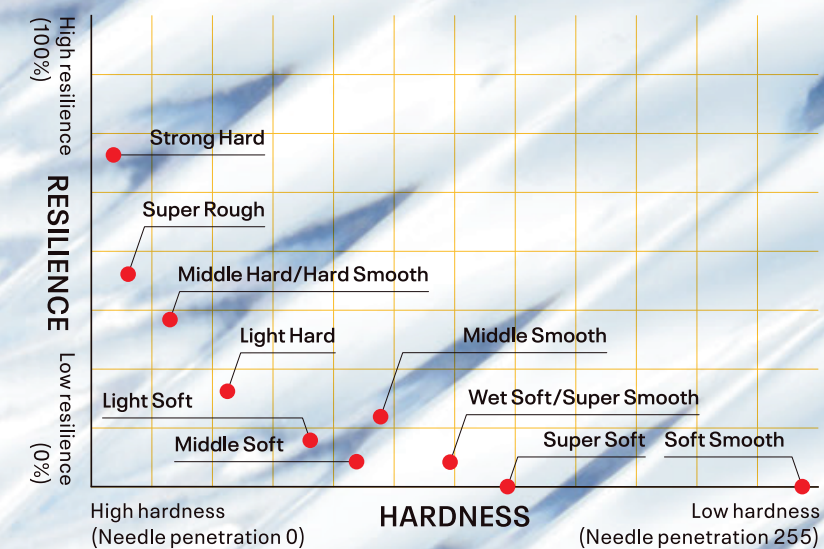 High resilience
(100%)
RESILIENCE
Low resilience
(0%)
Strong Hard
Super Rough
Middle Hard/Hard Smooth
Light Hard
Middle Smooth
Light Soft
Wet Soft/Super Smooth
Middle Soft
Super Soft
Soft Smooth
High hardness
(Needle penetration 0)
HARDNESS
Low hardness
(Needle penetration 255)